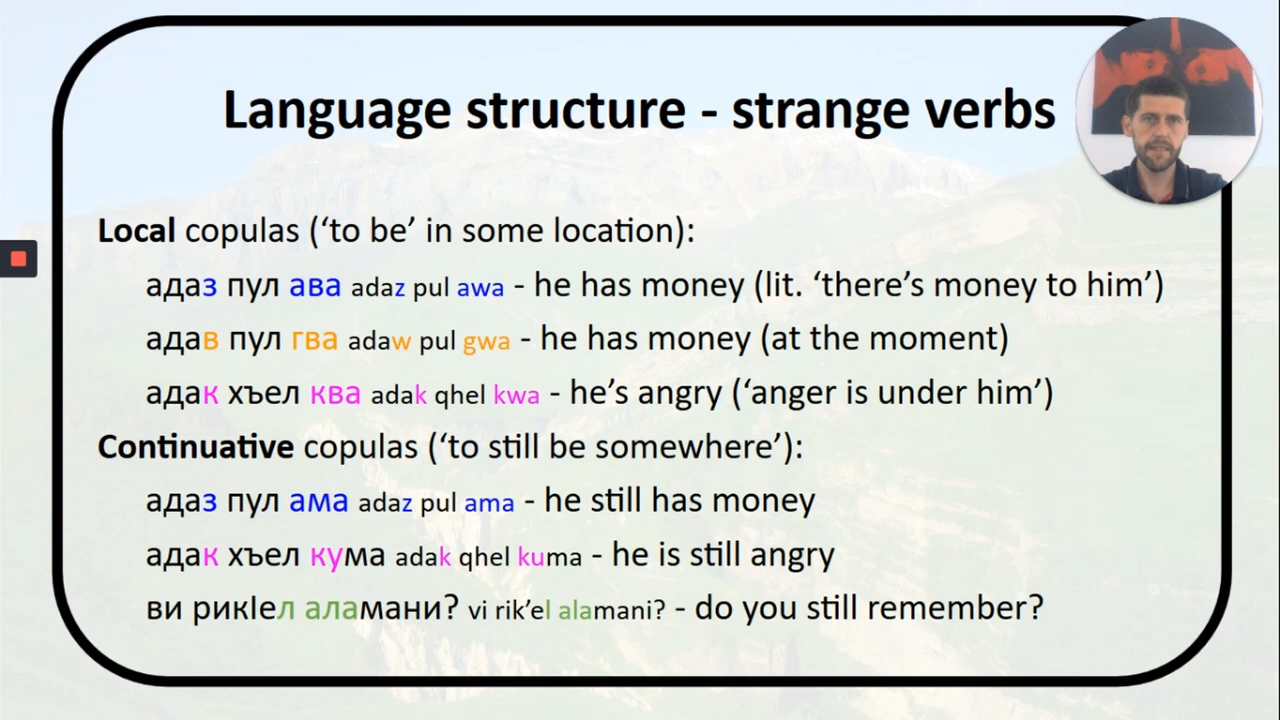 Language structure - strange verbs
Local copulas (‘to be’ in some location):
адаз пул ава adaz pul awa - he has money (lit. ‘there’s money to him’)
адав пул гва adaw pul gwa - he has money (at the moment)
адак хъел ква adak qhel kwa - he’s angry (‘anger is under him’)
Continuative copulas (‘to still be somewhere’):
адаз пул ама adaz pul ama - he still has money
адак хъел кума adak qhel kuma - he is still angry
ви рикӀел аламани? vi rik’el alamani? - do you still remember?